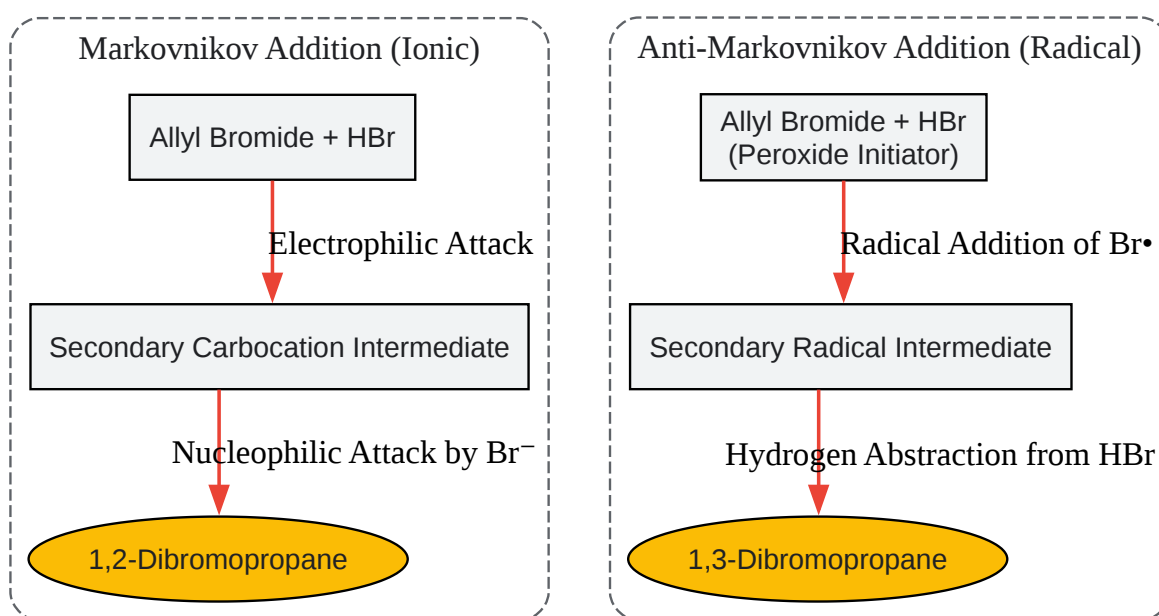 Markovnikov Addition (Ionic)
Allyl Bromide + HBr
Electrophilic Attack
Secondary Carbocation Intermediate
Nucleophilic Attack by Br⁻
1,2-Dibromopropane
Anti-Markovnikov Addition (Radical)
Allyl Bromide + HBr
(Peroxide Initiator)
Radical Addition of Br•
Secondary Radical Intermediate
Hydrogen Abstraction from HBr
1,3-Dibromopropane